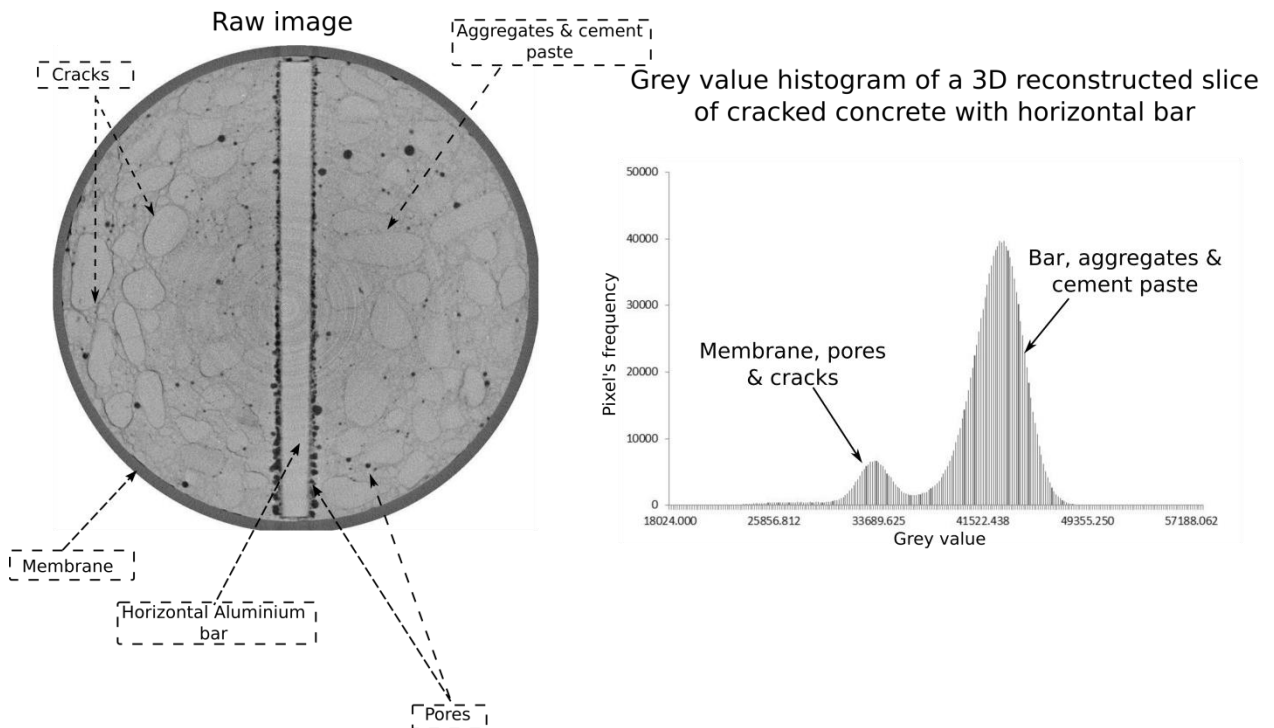 Raw image
Aggregates & cement
paste
Cracks
Membrane
Horizontal Aluminium
bar
Pores
Grey value histogram of a 3D reconstructed slice
of cracked concrete with horizontal bar
50000
40000
30000
20000
10000
0
Pixel's frequency
Membrane, pores
& cracks
Bar, aggregates &
cement paste
18024.000 25856.812 33689.625 41522.438 49355.250 57188.062
Grey value